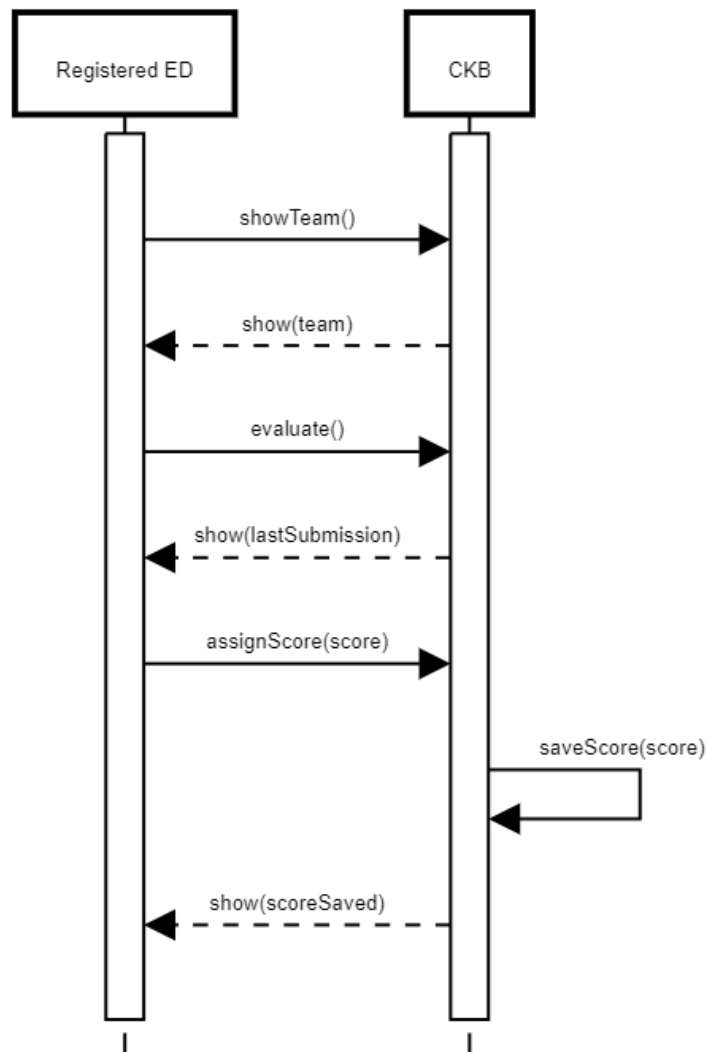 Registered ED
CKB
showTeam()
show(team)
evaluate()
show(lastSubmission)
assignScore(score)
saveScore(score)
show(scoreSaved)